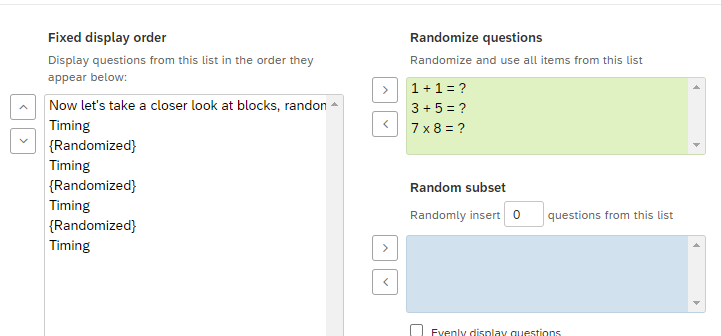 Fixed display order
Display questions from this list in the order they
appear below:
Now let's take a closer look at blocks, randon
Timing
{Randomized}
Timing
{Randomized}
Timing
{Randomized}
Timing
Randomize questions
Randomize and use all items from this list
1 + 1 = ?
3 + 5 = ?
7 x 8 = ?
Random subset
Randomly insert 0 questions from this list
Evenly display questions